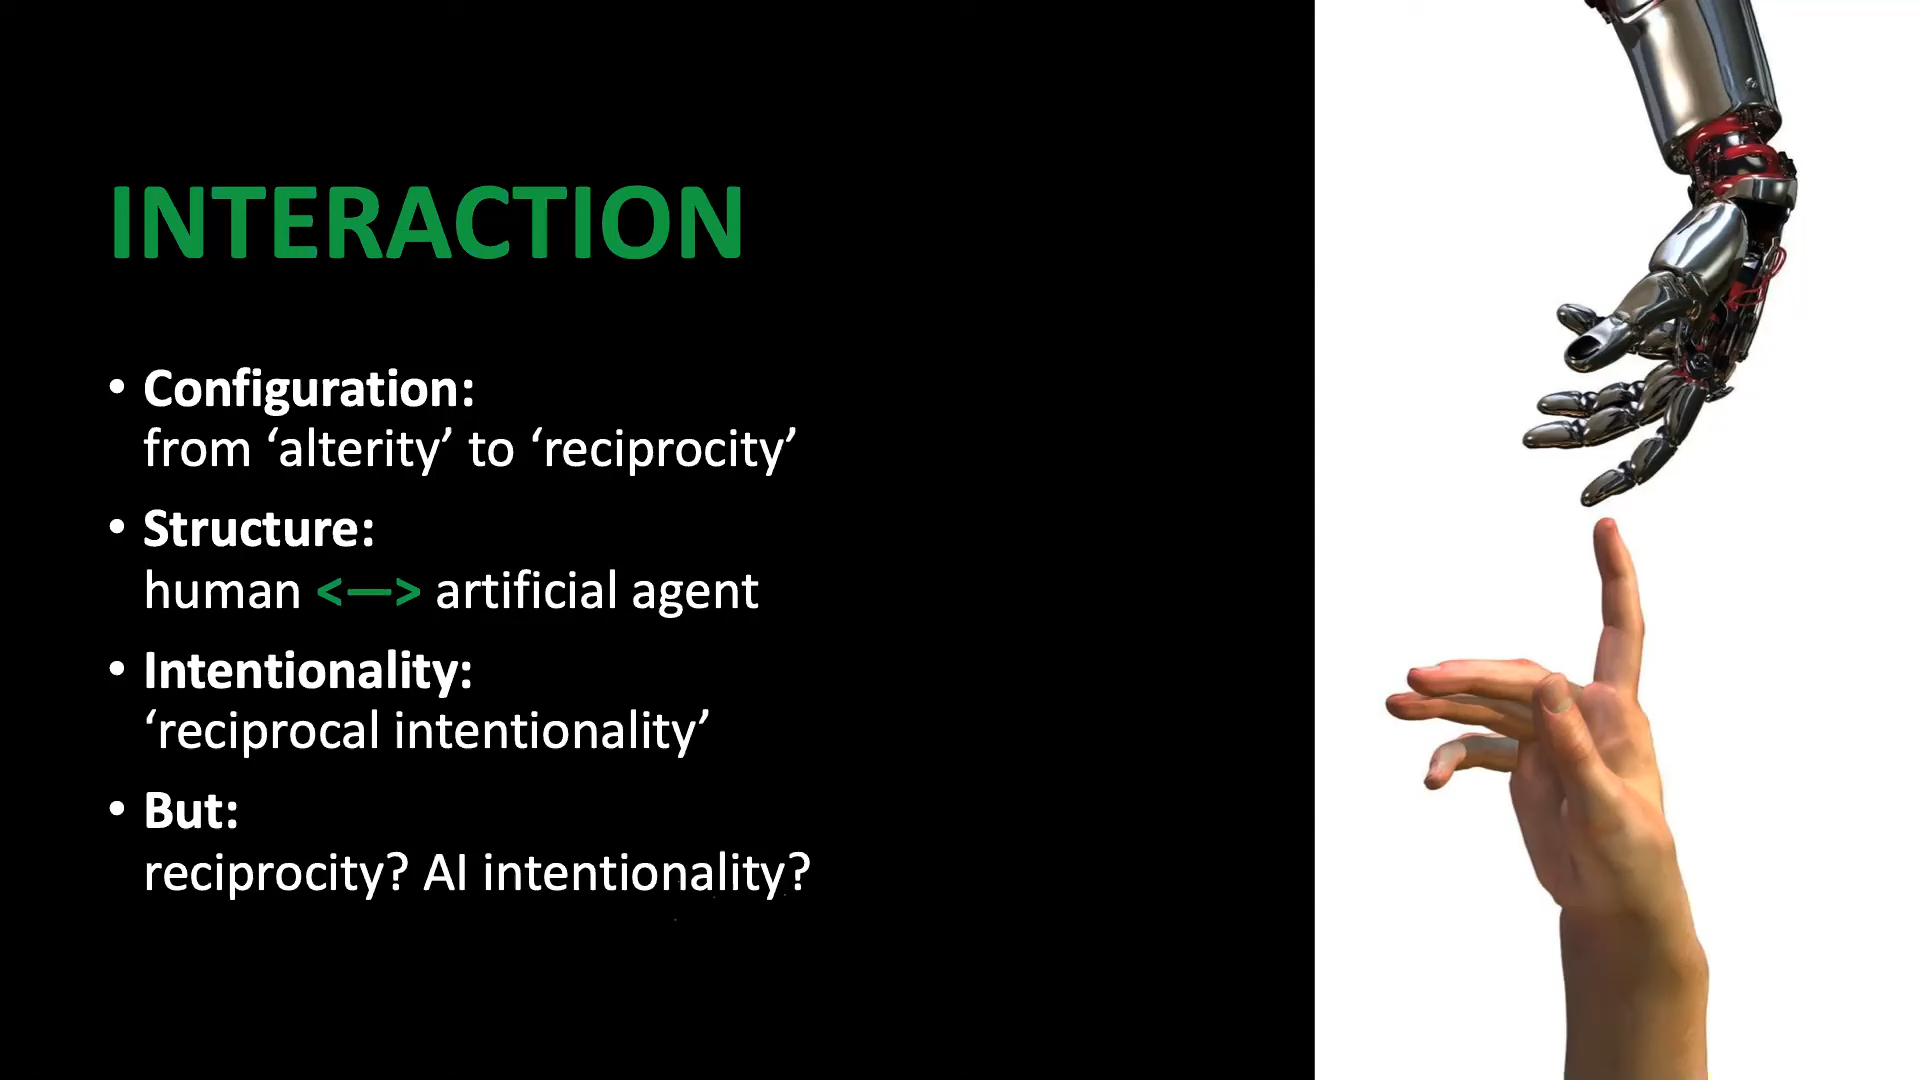 INTERACTION
• Configuration:
from ‘alterity’ to ‘reciprocity’
• Structure:
human <—> artificial agent
• Intentionality:
‘reciprocal intentionality’
• But:
reciprocity? AI intentionality?